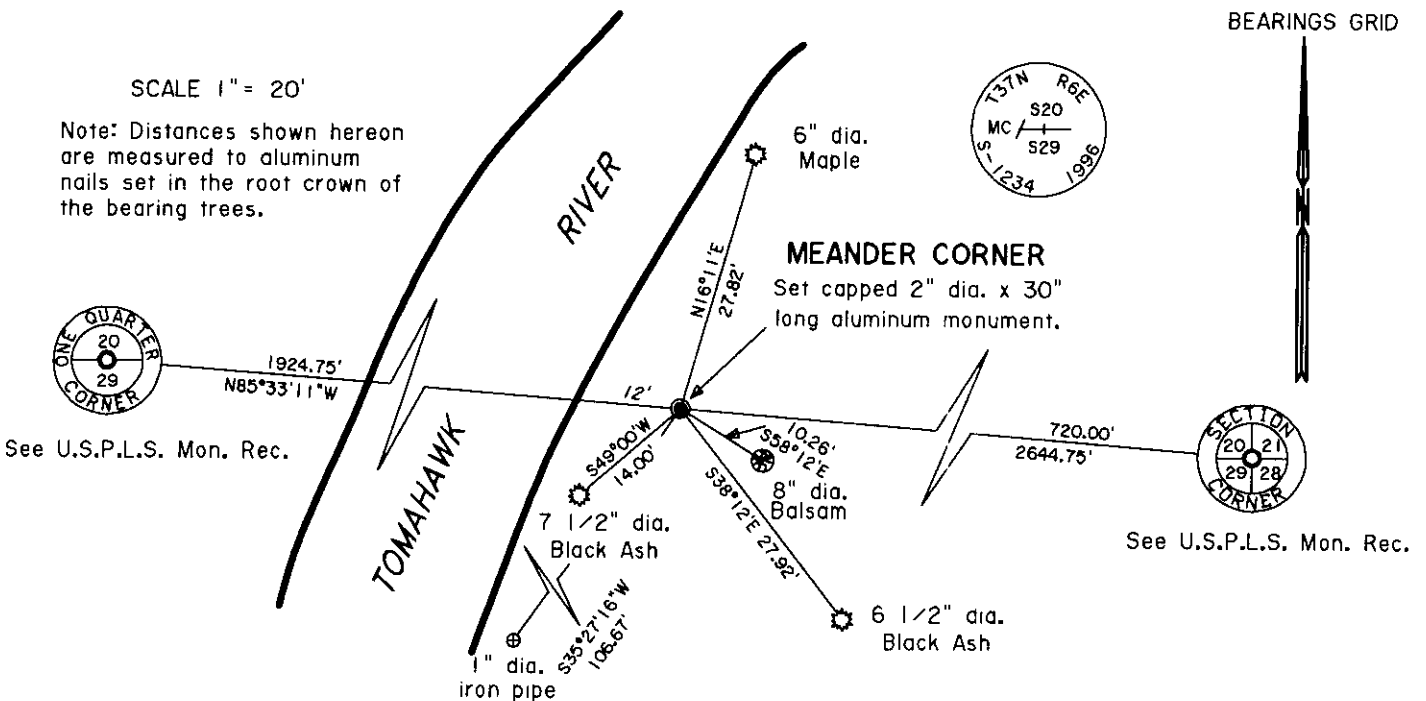 BEARINGS GRID
SCALE 1"= 20'
Note: Distances shown hereon
are measured to aluminum
nails set in the root crown of
the bearing trees.
RIVER
6" dia.
Maple
T37N R6E
S20
MC
S29
S-1234 1996
N
N16°11'E
27.82'
MEANDER CORNER
Set capped 2" dia. x 30"
long aluminum monument.
ONE QUARTER
20
29
CORNER
1924.75'
N85°33'11"W
12'
See U.S.P.L.S. Mon. Rec.
TOMAHAWK
S49°00'W
14.00'
7 1/2" dia.
Black Ash
10.26'
S58°12'E
8" dia.
Balsam
S38°12'E 27.92'
720.00'
2644.75'
SECTION
20 21
29 28
CORNER
See U.S.P.L.S. Mon. Rec.
6 1/2" dia.
Black Ash
S35°27'16"W
106.67'
1" dia.
iron pipe